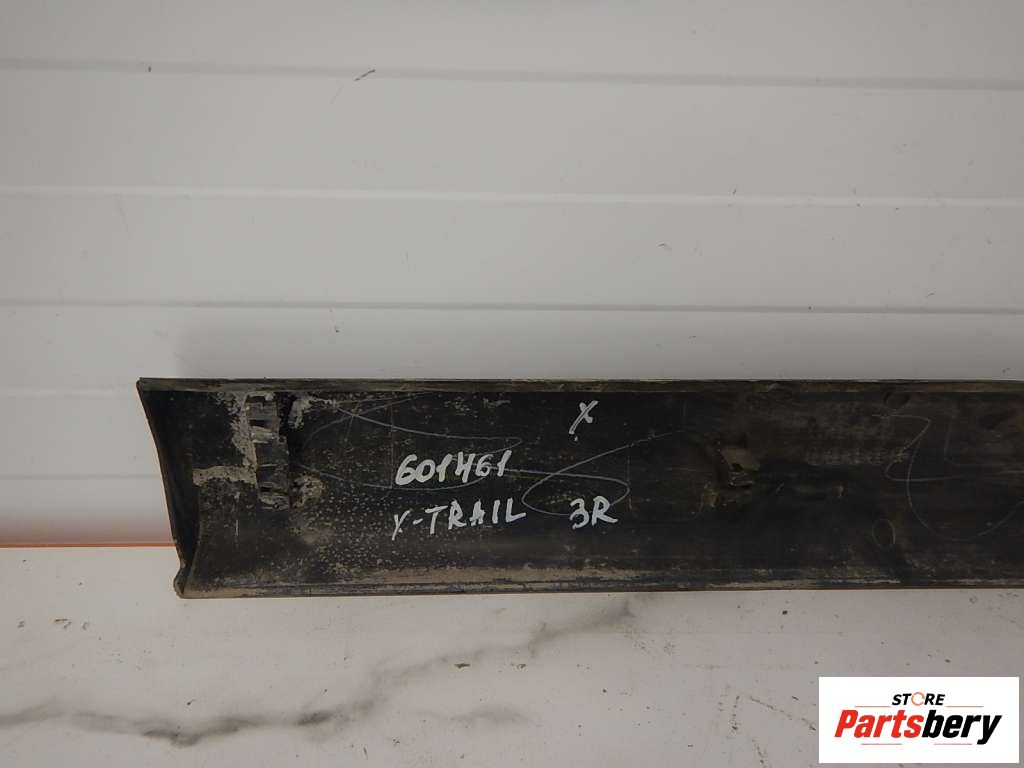 X
601461
X-TRAIL 3R
STORE
Partsbery